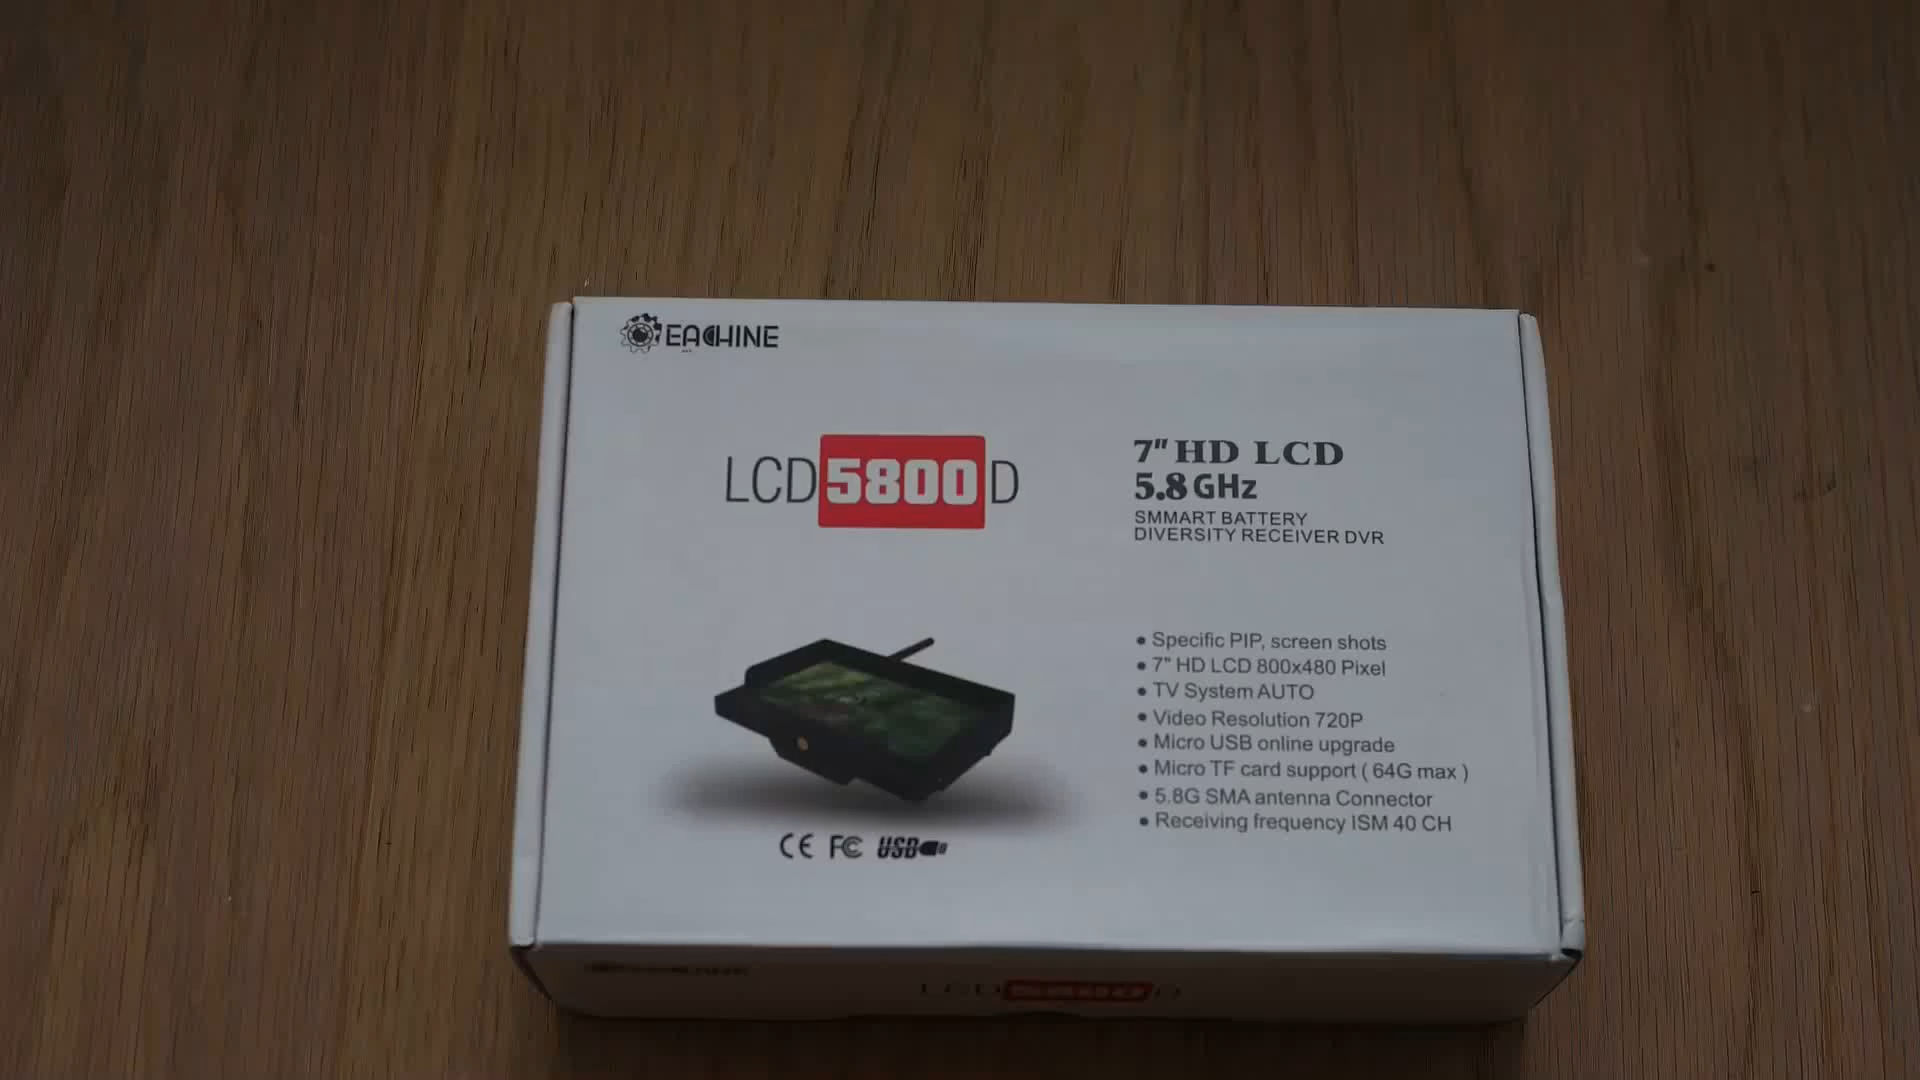 EACHINE
LCD5800D
7" HD LCD
5.8 GHz
SMMART BATTERY
DIVERSITY RECEIVER DVR
• Specific PIP, screen shots
• 7" HD LCD 800x480 Pixel
• TV System AUTO
• Video Resolution 720P
• Micro USB online upgrade
• Micro TF card support ( 64G max )
• 5.8G SMA antenna Connector
• Receiving frequency ISM 40 CH
CE FC USB
LCD5800D